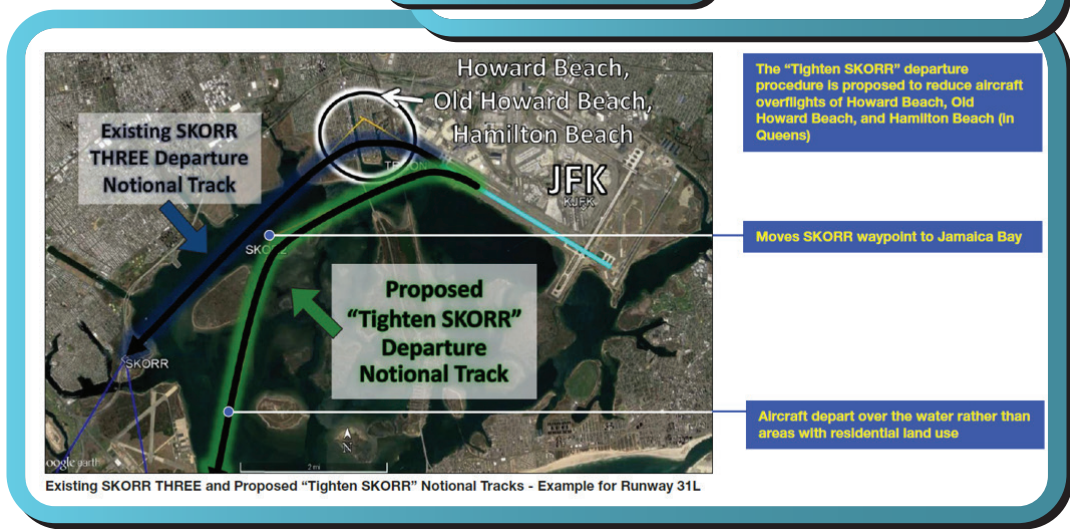 Howard Beach,
Old Howard Beach,
Hamilton Beach
Existing SKORR
THREE Departure
Notional Track
JFK
KJFK
Proposed
“Tighten SKORR”
Departure
Notional Track
SKORR
N
2 mi
oogle earth
The “Tighten SKORR” departure
procedure is proposed to reduce aircraft
overflights of Howard Beach, Old
Howard Beach, and Hamilton Beach (in
Queens)
Moves SKORR waypoint to Jamaica Bay
Aircraft depart over the water rather than
areas with residential land use
Existing SKORR THREE and Proposed “Tighten SKORR” Notional Tracks - Example for Runway 31L